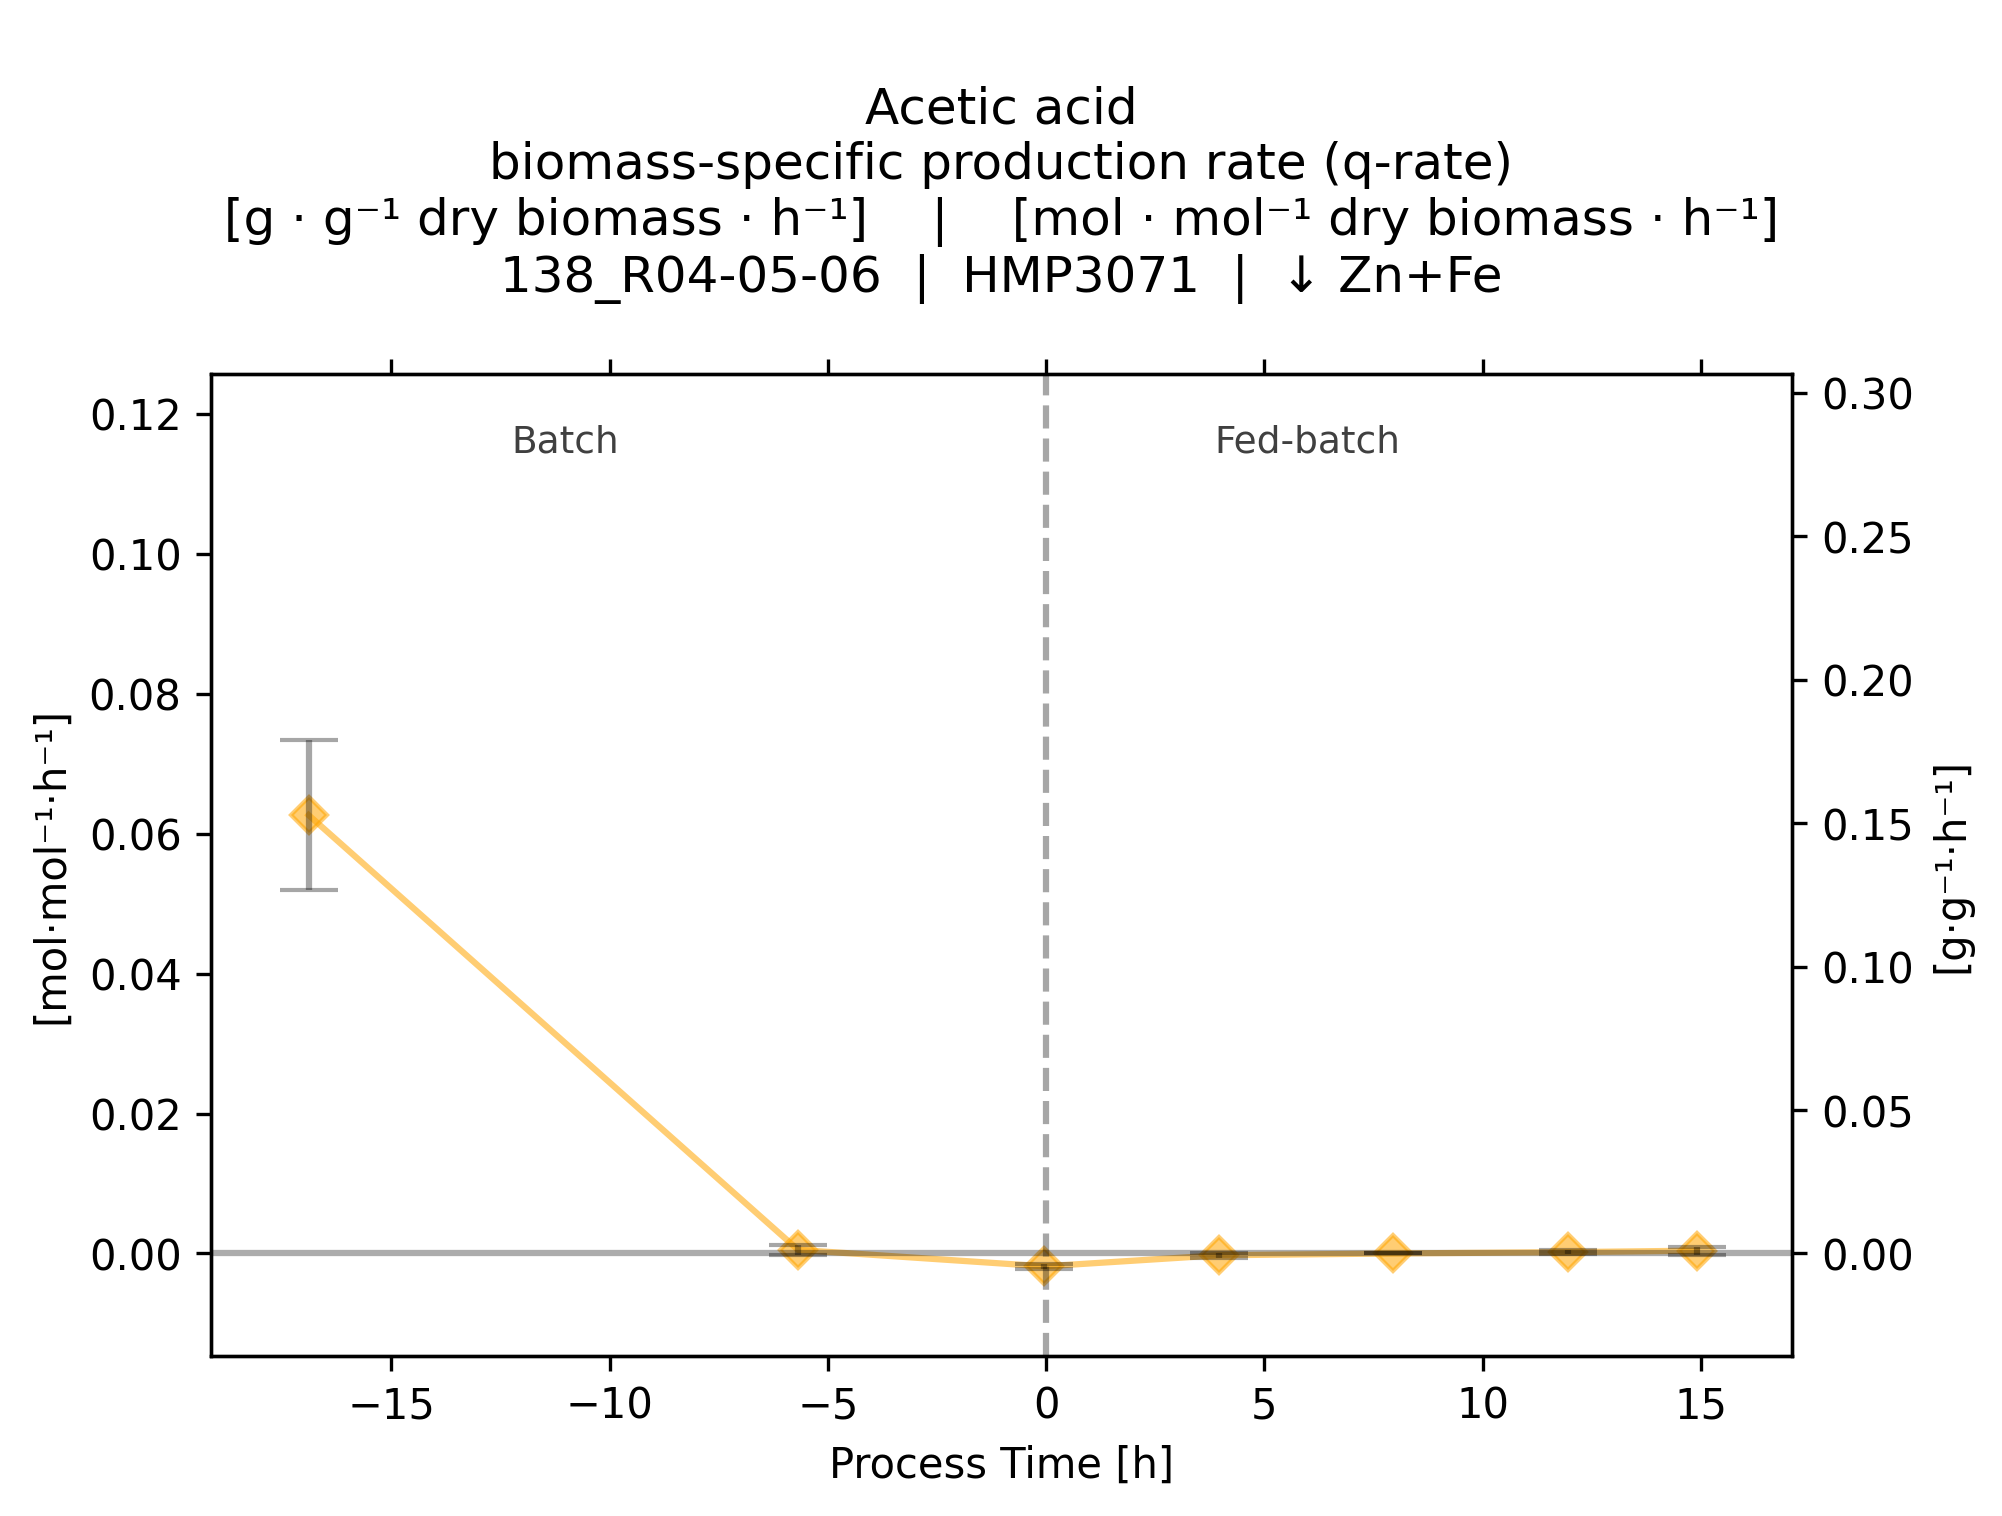 Acetic acid
biomass-specific production rate (q-rate)
[g · g⁻¹ dry biomass · h⁻¹]    |    [mol · mol⁻¹ dry biomass · h⁻¹]
138_R04-05-06  |  HMP3071  |  ↓ Zn+Fe
Batch
Fed-batch
0.12
0.10
0.08
0.06
0.04
0.02
0.00
[mol·mol⁻¹·h⁻¹]
0.30
0.25
0.20
0.15
0.10
0.05
0.00
[g·g⁻¹·h⁻¹]
−15
−10
−5
0
5
10
15
Process Time [h]